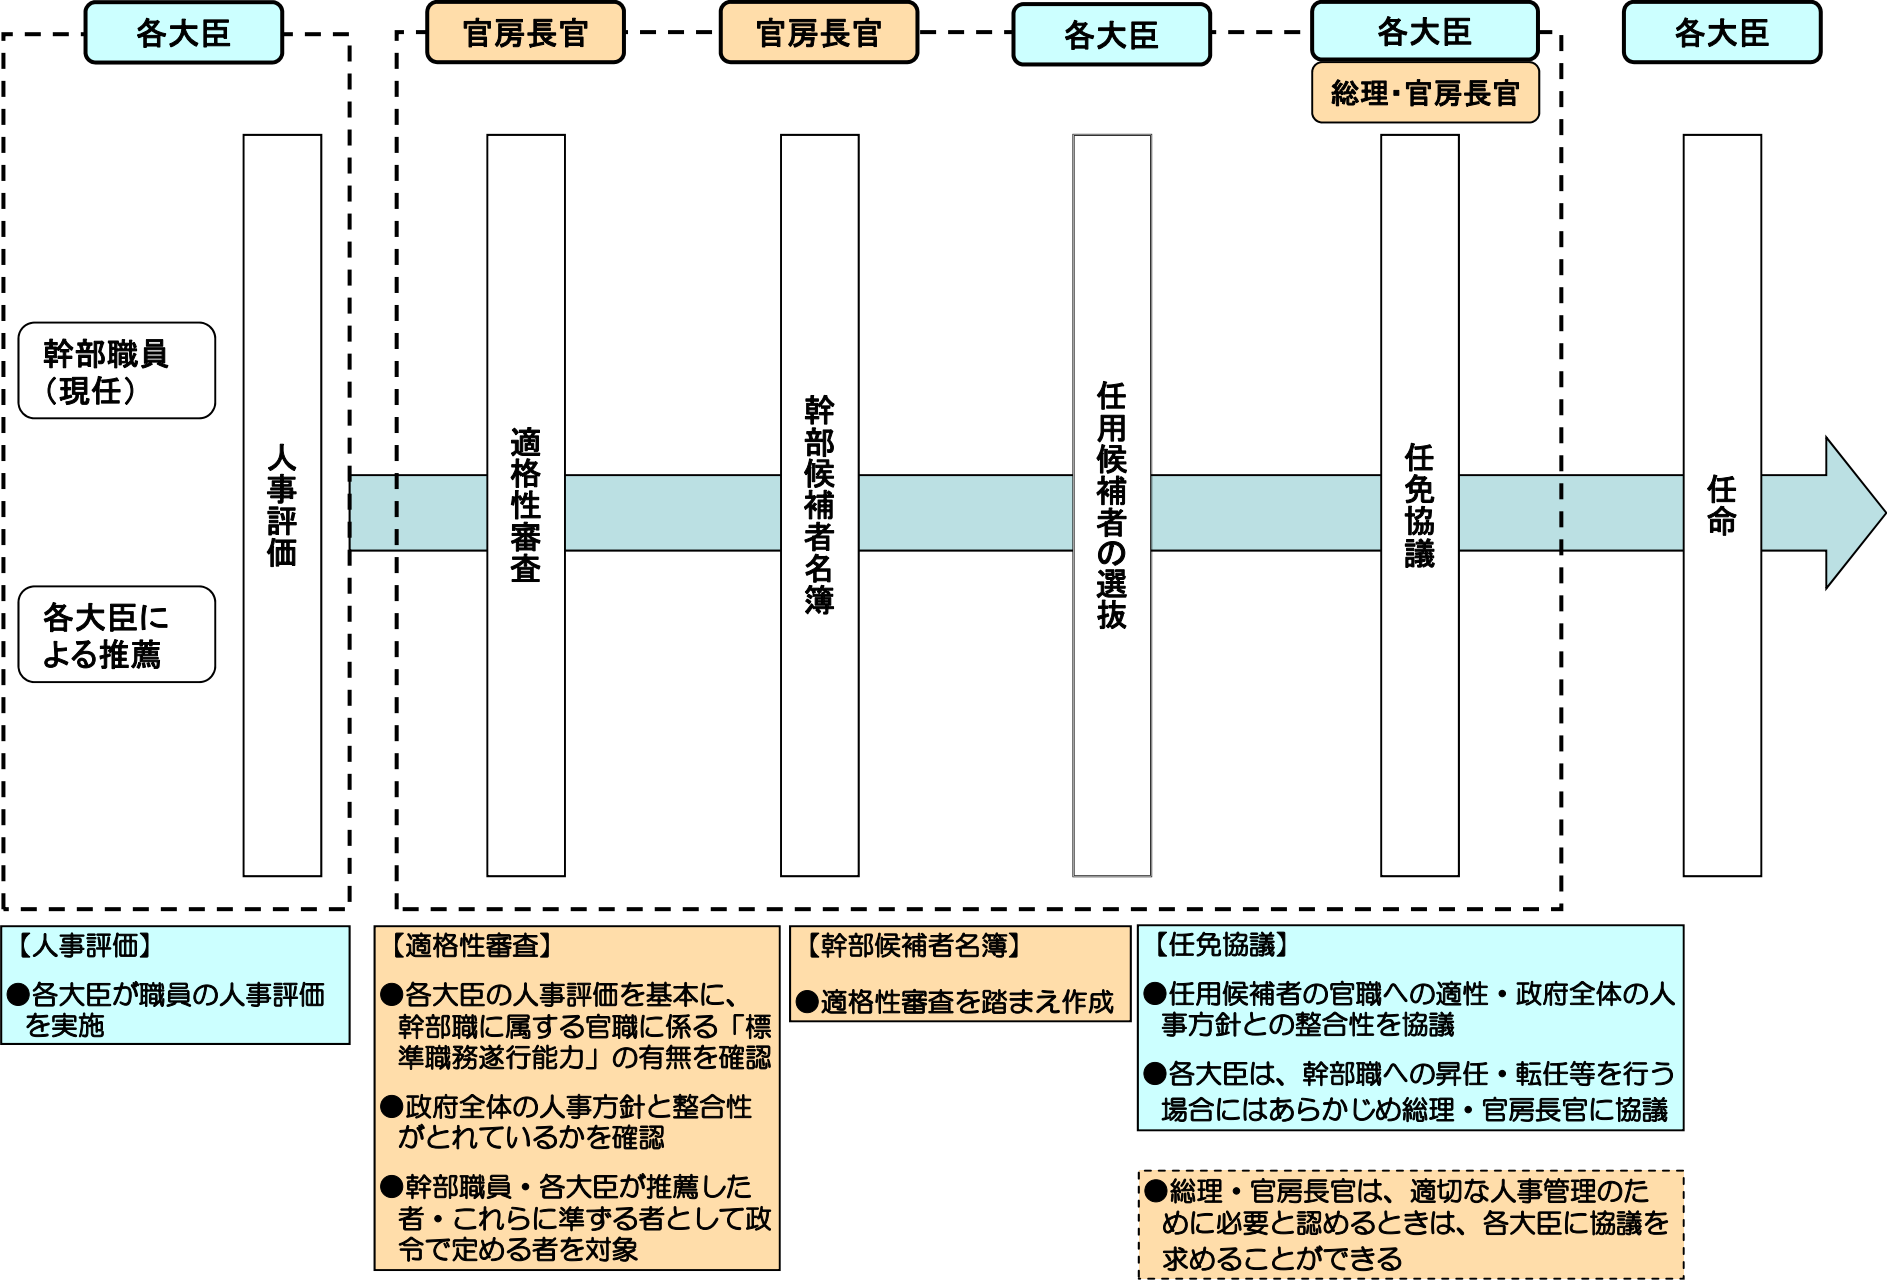 各大臣
官房長官
官房長官
各大臣
各大臣
各大臣
総理・官房長官
幹部職員
（現任）
各大臣に
よる推薦
人事評価
適格性審査
幹部候補者名簿
任用候補者の選抜
任免協議
任命
【人事評価】
●各大臣が職員の人事評価
を実施
【適格性審査】
●各大臣の人事評価を基本に、
幹部職に属する官職に係る「標
準職務遂行能力」の有無を確認
●政府全体の人事方針と整合性
がとれているかを確認
●幹部職員・各大臣が推薦した
者・これらに準ずる者として政
令で定める者を対象
【幹部候補者名簿】
●適格性審査を踏まえ作成
【任免協議】
●任用候補者の官職への適性・政府全体の人
事方針との整合性を協議
●各大臣は、幹部職への昇任・転任等を行う
場合にはあらかじめ総理・官房長官に協議
●総理・官房長官は、適切な人事管理のた
めに必要と認めるときは、各大臣に協議を
求めることができる